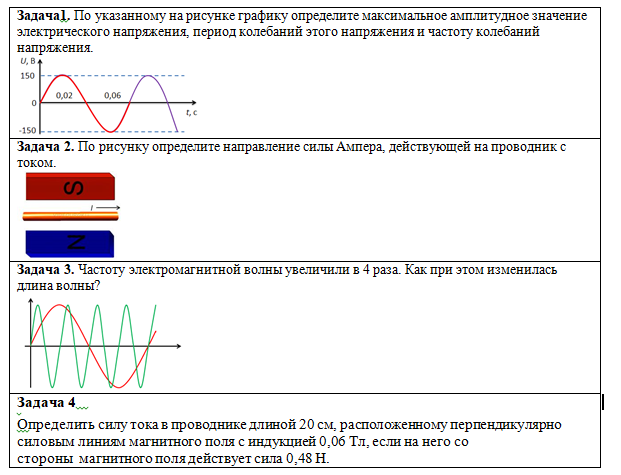 Задача1. По указанному на рисунке графику определите максимальное амплитудное значение
электрического напряжения, период колебаний этого напряжения и частоту колебаний
напряжения.
U, В
150
0,02 0,06
0
t, с
-150
Задача 2. По рисунку определите направление силы Ампера, действующей на проводник с
током.
S
I
N
Задача 3. Частоту электромагнитной волны увеличили в 4 раза. Как при этом изменилась
длина волны?
Задача 4
Определить силу тока в проводнике длиной 20 см, расположенному перпендикулярно
силовым линиям магнитного поля с индукцией 0,06 Тл, если на него со
стороны магнитного поля действует сила 0,48 Н.